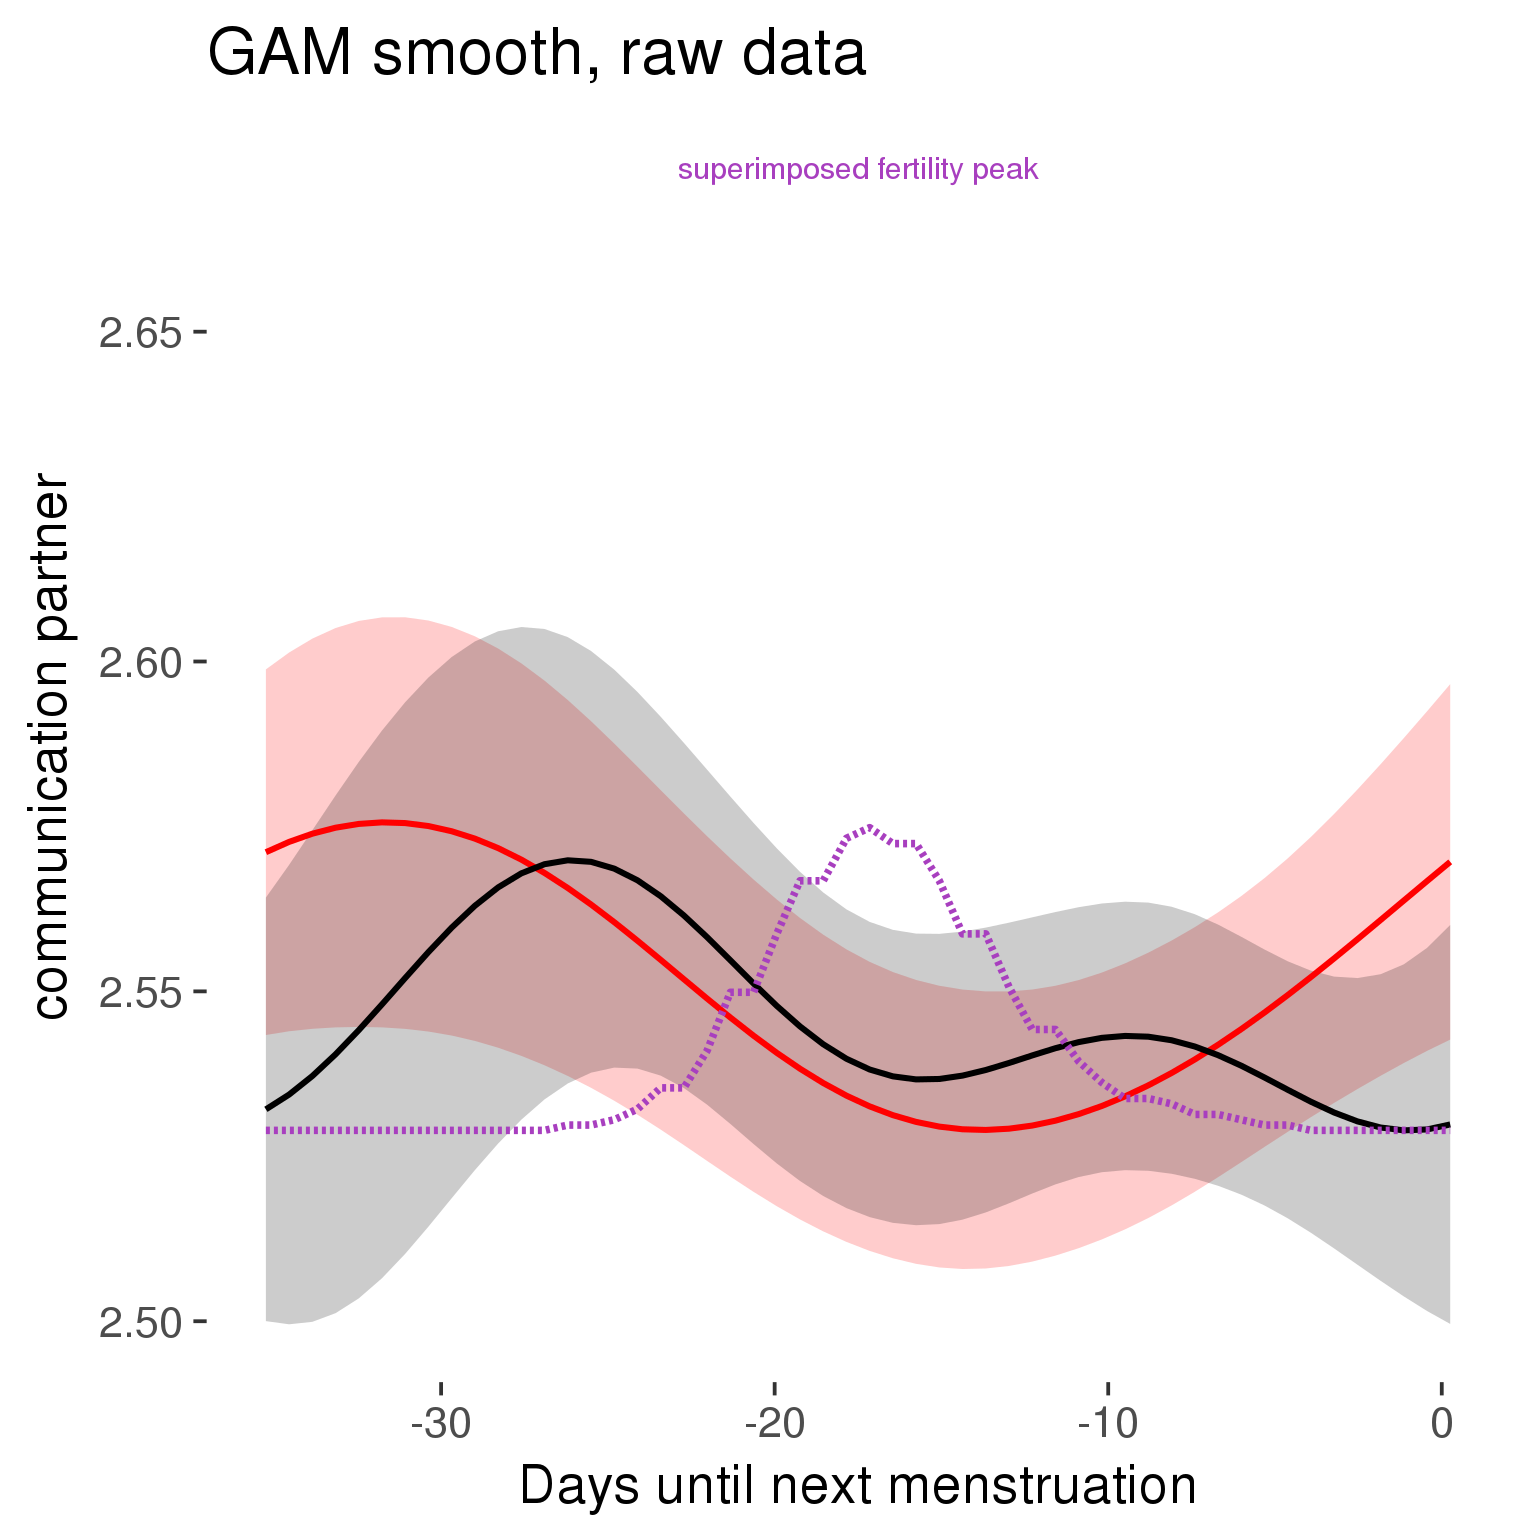 GAM smooth, raw data
superimposed fertility peak
communication partner
2.65
2.60
2.55
2.50
-30 -20 -10 0
Days until next menstruation